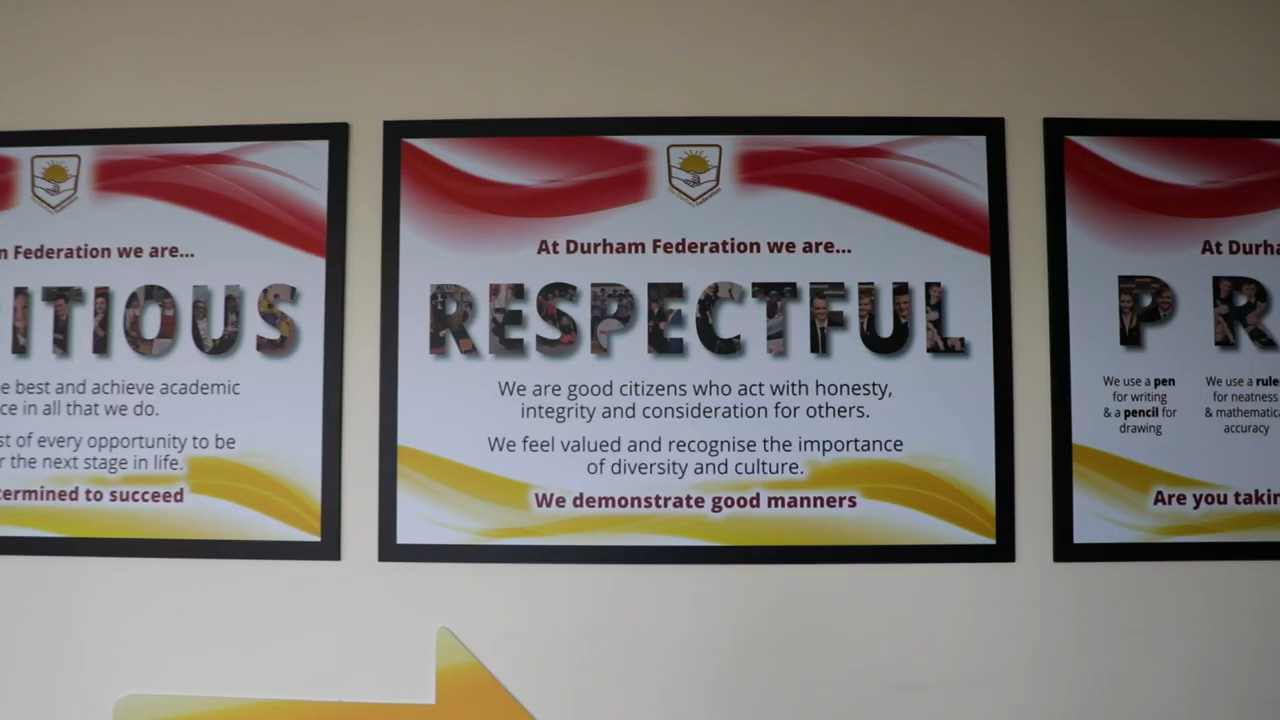 n Federation we are...
ITIOUS
e best and achieve academic
ce in all that we do.
st of every opportunity to be
r the next stage in life.
termined to succeed
At Durham Federation we are...
RESPECTFUL
We are good citizens who act with honesty,
integrity and consideration for others.
We feel valued and recognise the importance
of diversity and culture.
We demonstrate good manners
At Durha
P R
We use a pen
for writing
& a pencil for
drawing
We use a rule
for neatness
& mathematica
accuracy
Are you takin